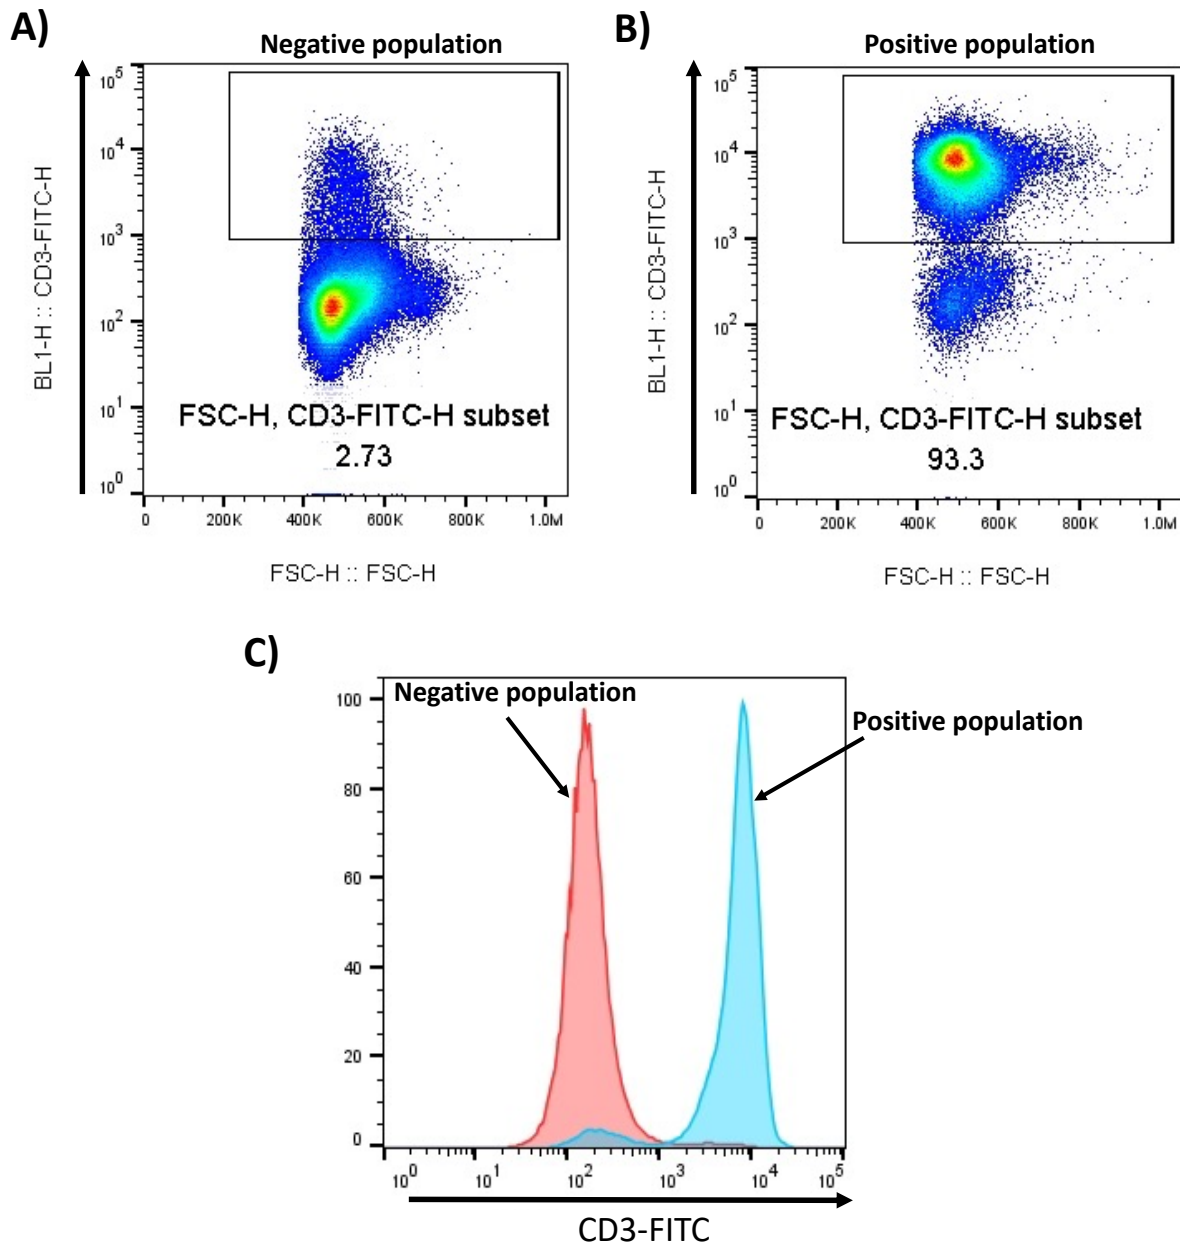 A)
Negative population
10^5
10^4
10^3
10^2
10^1
10^0
BL1-H :: CD3-FITC-H
FSC-H, CD3-FITC-H subset
2.73
0 200K 400K 600K 800K 1.0M
FSC-H :: FSC-H
B)
Positive population
10^5
10^4
10^3
10^2
10^1
10^0
BL1-H :: CD3-FITC-H
FSC-H, CD3-FITC-H subset
93.3
0 200K 400K 600K 800K 1.0M
FSC-H :: FSC-H
C)
Negative population
Positive population
100
80
60
40
20
0
10^0 10^1 10^2 10^3 10^4 10^5
CD3-FITC